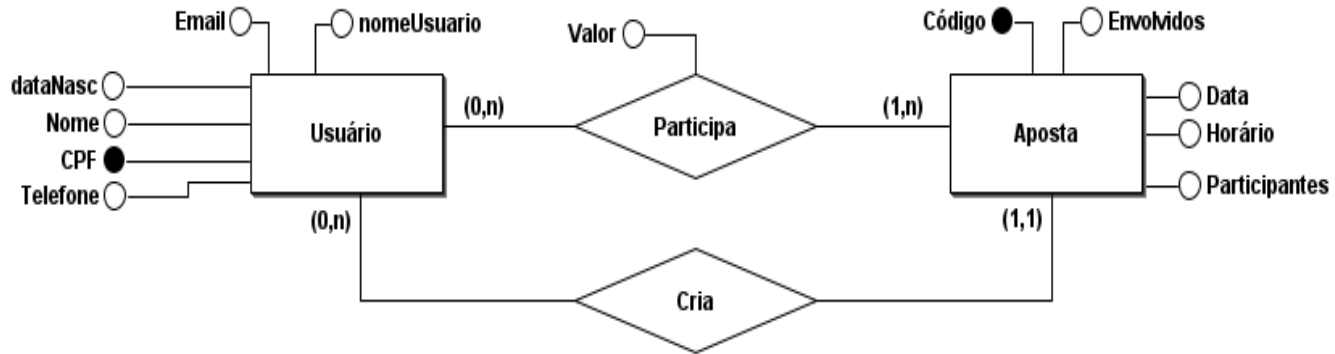 Email
nomeUsuario
Valor
Código
Envolvidos
dataNasc
Nome
CPF
Telefone
Usuário
(0,n)
Participa
(1,n)
Aposta
Data
Horário
Participantes
(0,n)
(1,1)
Cria